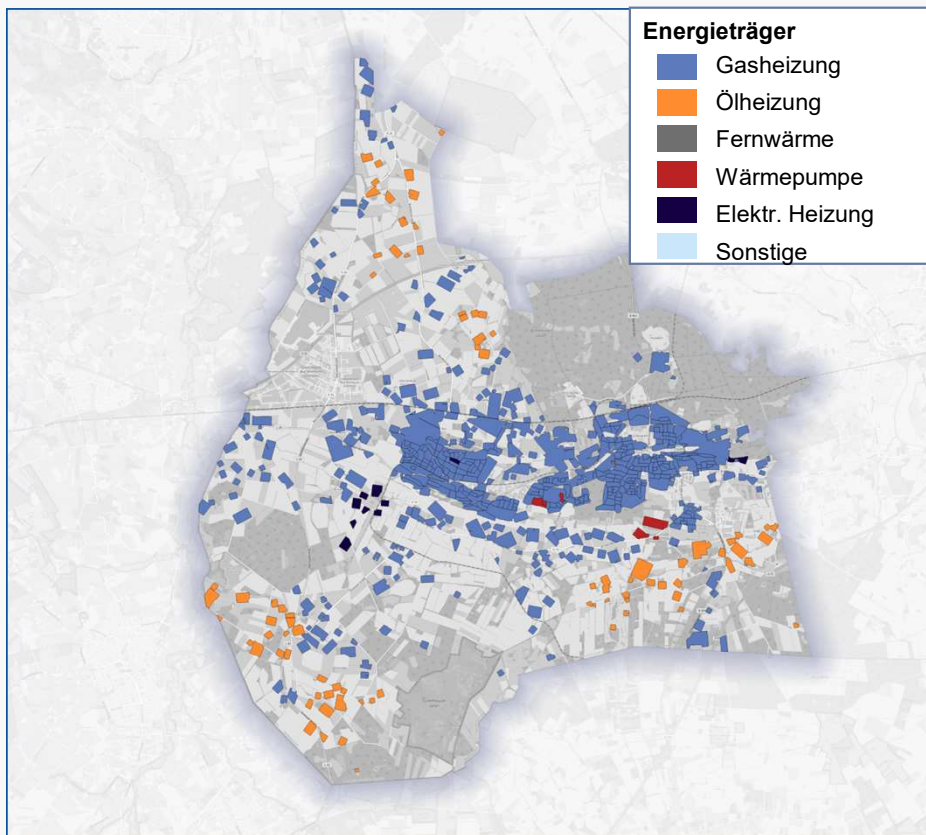 Energieträger
Gasheizung
Ölheizung
Fernwärme
Wärmepumpe
Elektr. Heizung
Sonstige